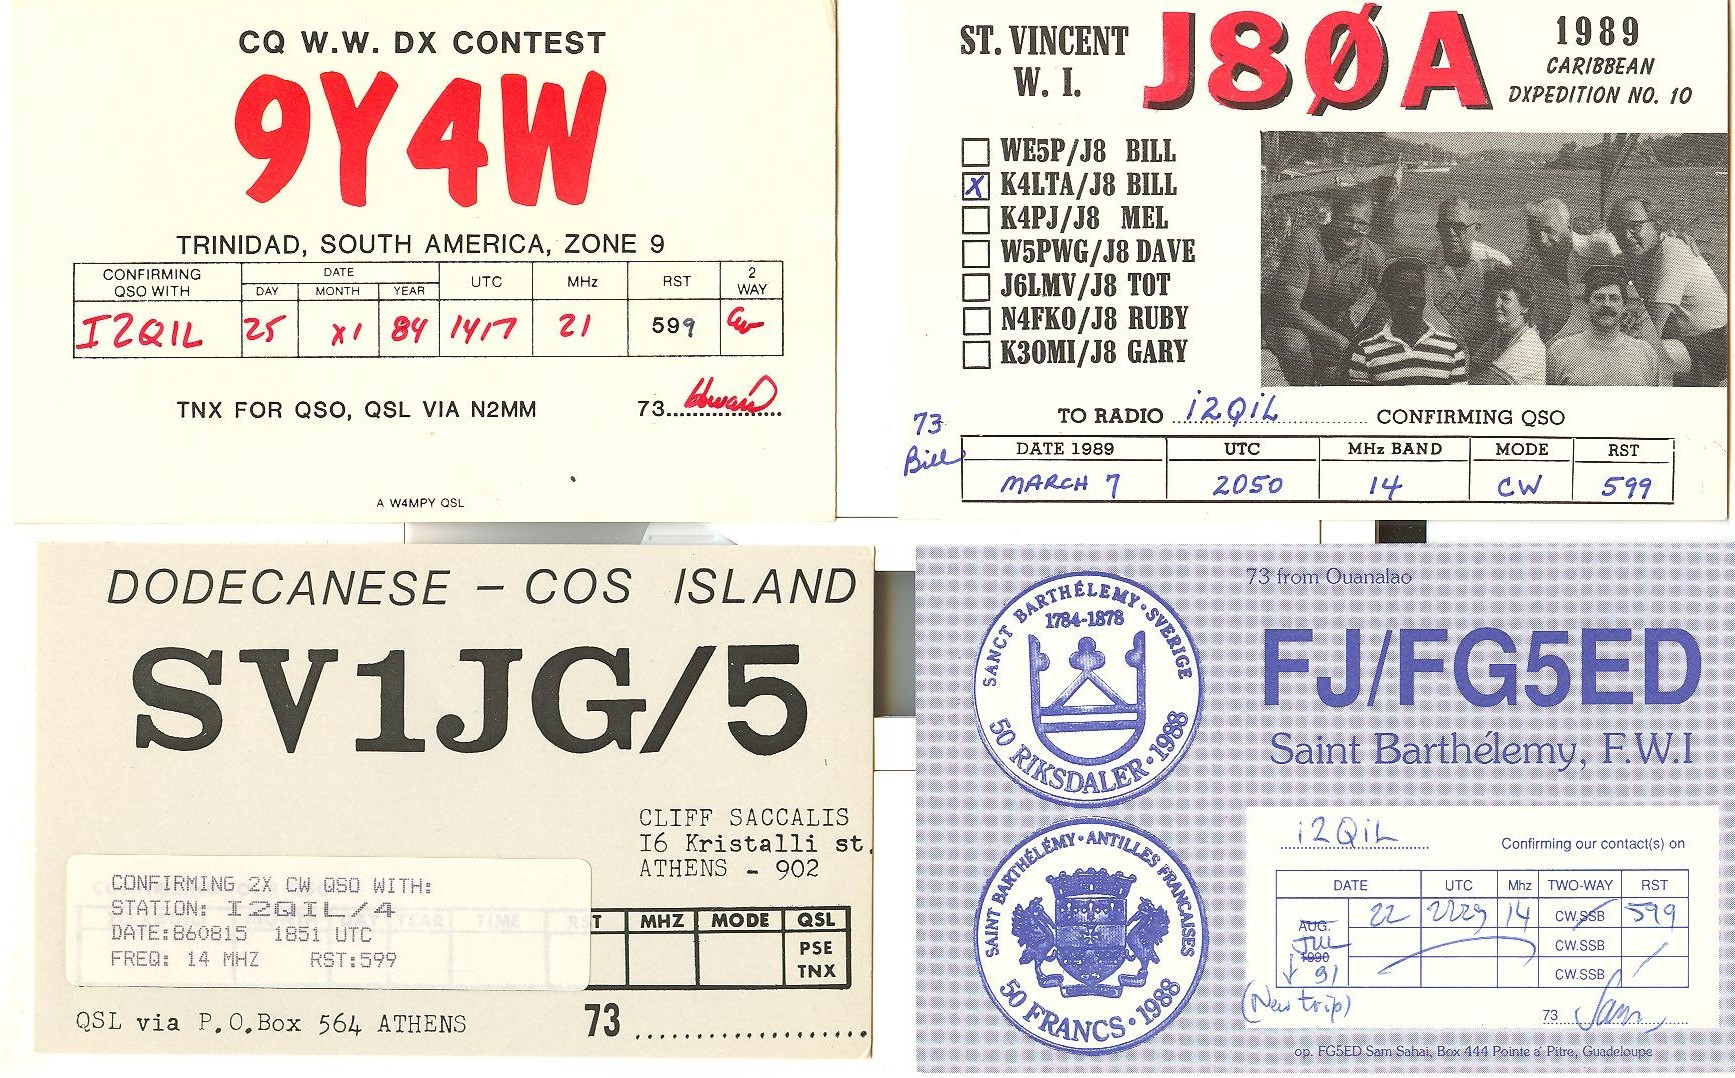 CQ W.W. DX CONTEST
9Y4W
TRINIDAD, SOUTH AMERICA, ZONE 9
CONFIRMING QSO WITH DATE DAY MONTH YEAR UTC MHz RST 2 WAY
I2QIL 25 XI 84 1417 21 599 CW
TNX FOR QSO, QSL VIA N2MM 73 Howard
A W4MPY QSL
ST. VINCENT W. I. J8ØA 1989
CARIBBEAN
DXPEDITION NO. 10
WE5P/J8 BILL
X K4LTA/J8 BILL
K4PJ/J8 MEL
W5PWG/J8 DAVE
J6LMV/J8 TOT
N4FKO/J8 RUBY
K3OMI/J8 GARY
TO RADIO i2QiL CONFIRMING QSO
73
Bill
DATE 1989 UTC MHz BAND MODE RST
MARCH 7 2050 14 CW 599
DODECANESE - COS ISLAND
SV1JG/5
CLIFF SACCALIS
I6 Kristalli st.
ATHENS - 902
CONFIRMING 2X CW QSO WITH:
STATION: I2QIL/4
DATE:860815 1851 UTC
FREQ: 14 MHZ RST:599
YEAR TIME RST MHZ MODE QSL
PSE
TNX
QSL via P.O.Box 564 ATHENS 73
73 from Ouanalao
SANCT BARTHÉLEMY·SVERIGE
1784-1878
50 RIKSDALER·1988
FJ/FG5ED
Saint Barthélemy, F.W.I
SAINT BARTHÉLÉMY·ANTILLES FRANCAISES
50 FRANCS·1988
i2QiL Confirming our contact(s) on
DATE UTC Mhz TWO-WAY RST
AUG. 22 2229 14 CW.SSB 599
JUL CW.SSB
1990
91 CW.SSB
(New trip)
73 Sam
op. FG5ED Sam Sahai, Box 444 Pointe à Pitre, Guadeloupe